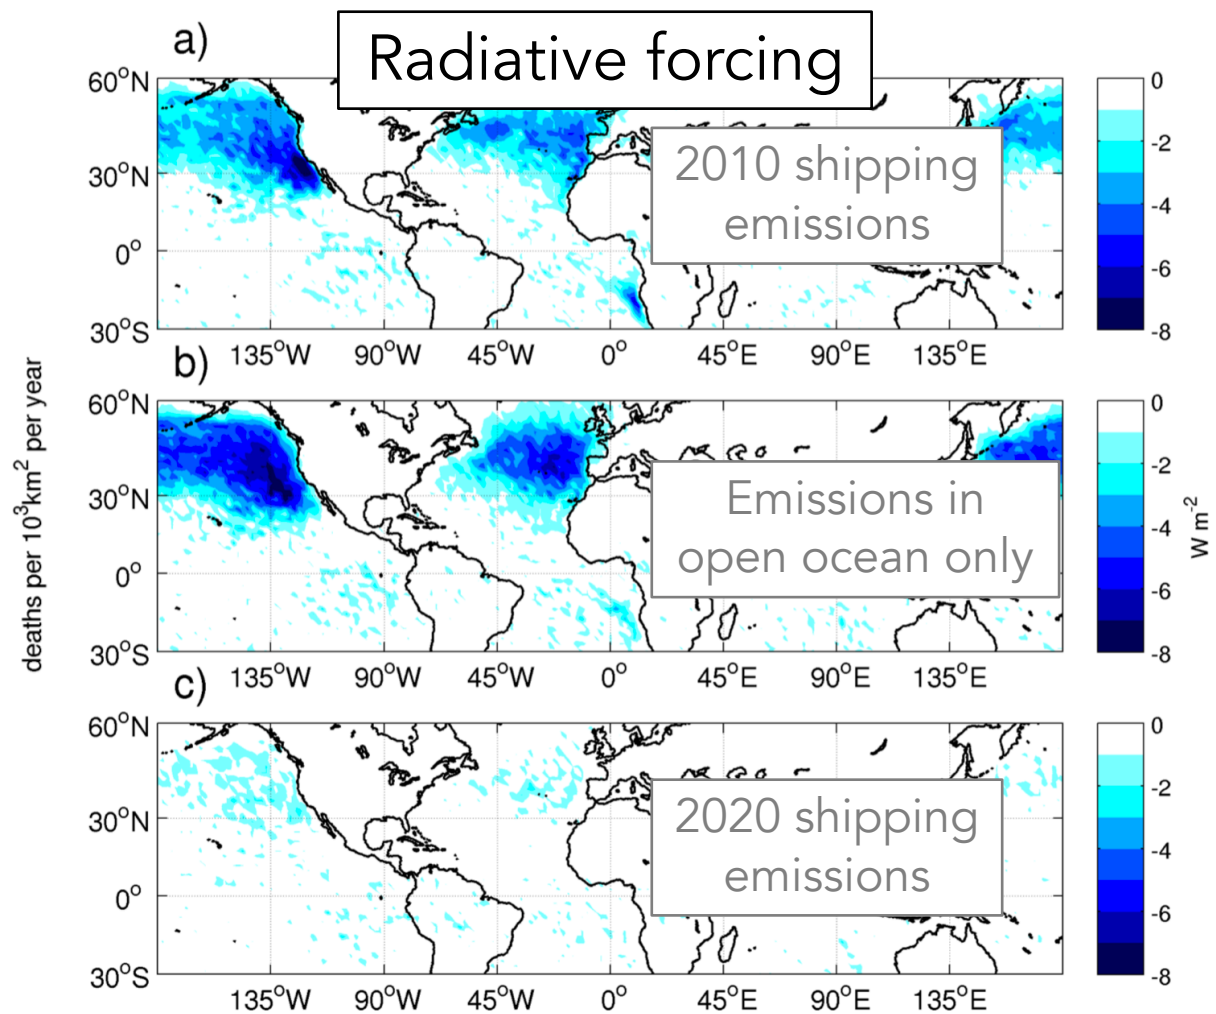 a)
Radiative forcing
60°N
30°N
0°
30°S
135°W 90°W 45°W 0° 45°E 90°E 135°E
2010 shipping
emissions
0
-2
-4
-6
-8
b)
60°N
30°N
0°
30°S
135°W 90°W 45°W 0° 45°E 90°E 135°E
Emissions in
open ocean only
0
-2
-4
-6
-8
deaths per 10³km² per year
W m⁻²
c)
60°N
30°N
0°
30°S
135°W 90°W 45°W 0° 45°E 90°E 135°E
2020 shipping
emissions
0
-2
-4
-6
-8